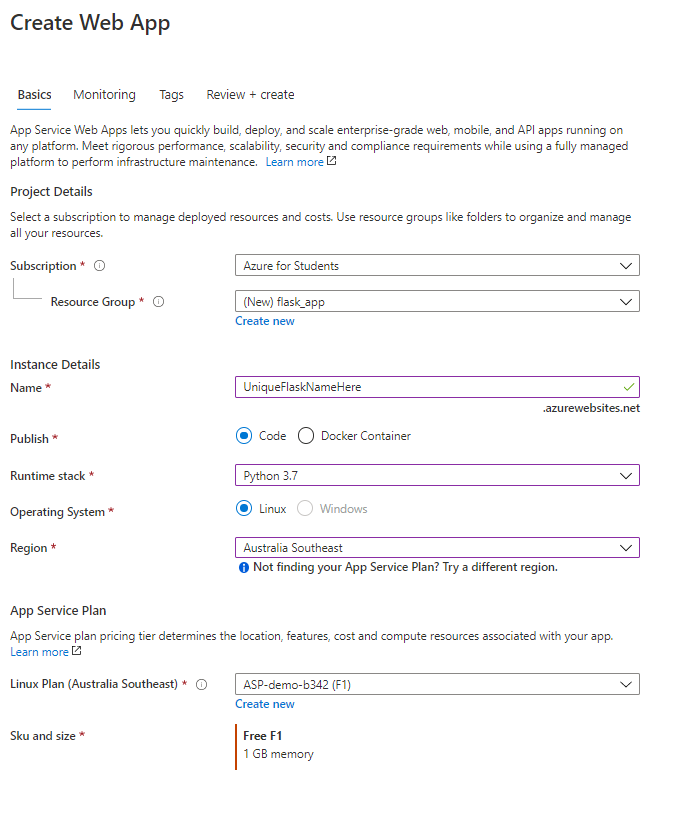 Create Web App
Basics Monitoring Tags Review + create
App Service Web Apps lets you quickly build, deploy, and scale enterprise-grade web, mobile, and API apps running on
any platform. Meet rigorous performance, scalability, security and compliance requirements while using a fully managed
platform to perform infrastructure maintenance. Learn more
Project Details
Select a subscription to manage deployed resources and costs. Use resource groups like folders to organize and manage
all your resources.
Subscription * Azure for Students
Resource Group * (New) flask_app
Create new
Instance Details
Name * UniqueFlaskNameHere
.azurewebsites.net
Publish * Code Docker Container
Runtime stack * Python 3.7
Operating System * Linux Windows
Region * Australia Southeast
Not finding your App Service Plan? Try a different region.
App Service Plan
App Service plan pricing tier determines the location, features, cost and compute resources associated with your app.
Learn more
Linux Plan (Australia Southeast) * ASP-demo-b342 (F1)
Create new
Sku and size * Free F1
1 GB memory